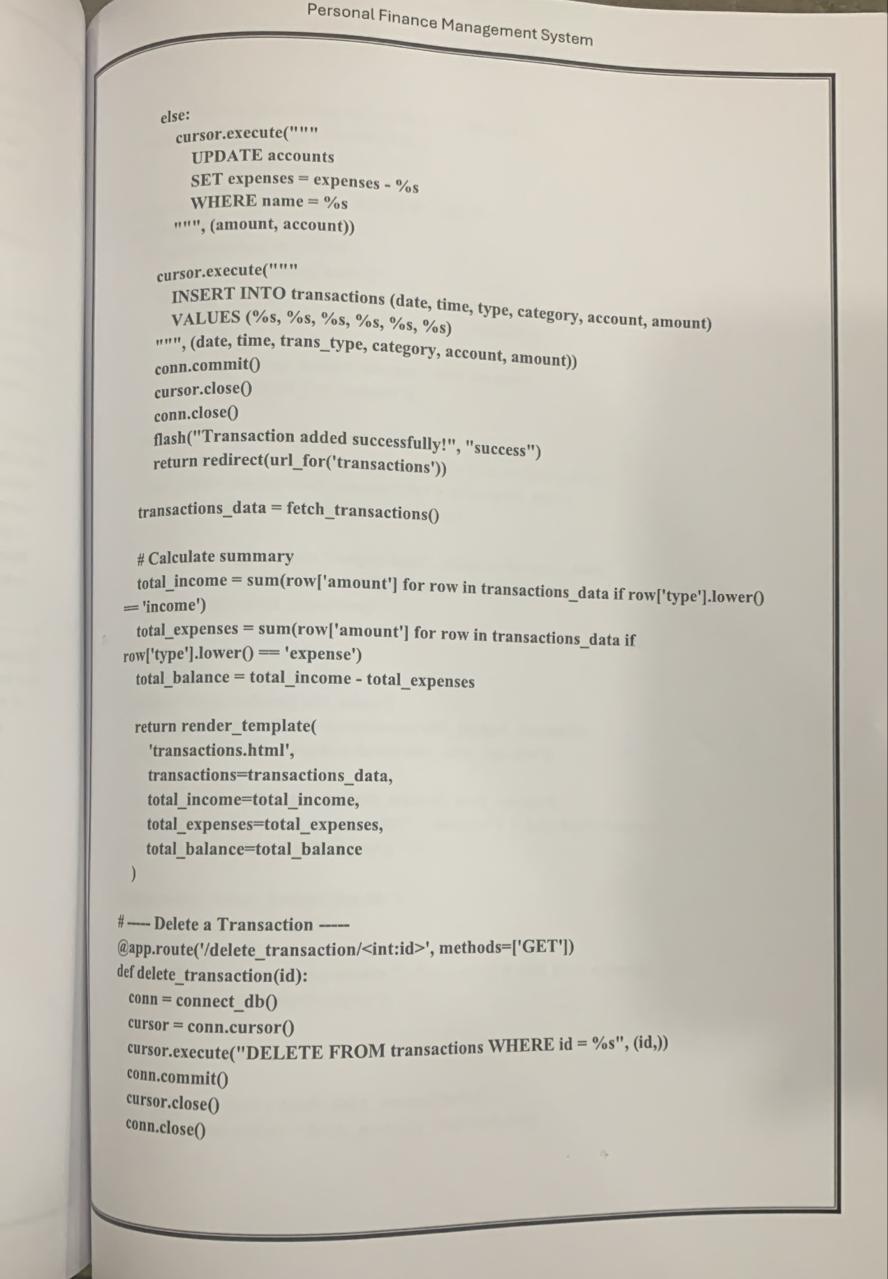 Personal Finance Management System
else:
cursor.execute("""
UPDATE accounts
SET expenses = expenses - %s
WHERE name = %s
""", (amount, account))
cursor.execute("""
INSERT INTO transactions (date, time, type, category, account, amount)
VALUES (%s, %s, %s, %s, %s, %s)
""", (date, time, trans_type, category, account, amount))
conn.commit()
cursor.close()
conn.close()
flash("Transaction added successfully!", "success")
return redirect(url_for('transactions'))
transactions_data = fetch_transactions()
# Calculate summary
total_income = sum(row['amount'] for row in transactions_data if row['type'].lower()
== 'income')
total_expenses = sum(row['amount'] for row in transactions_data if
row['type'].lower() == 'expense')
total_balance = total_income - total_expenses
return render_template(
'transactions.html',
transactions=transactions_data,
total_income=total_income,
total_expenses=total_expenses,
total_balance=total_balance
)
# ---- Delete a Transaction -----
@app.route('/delete_transaction/<int:id>', methods=['GET'])
def delete_transaction(id):
conn = connect_db()
cursor = conn.cursor()
cursor.execute("DELETE FROM transactions WHERE id = %s", (id,))
conn.commit()
cursor.close()
conn.close()